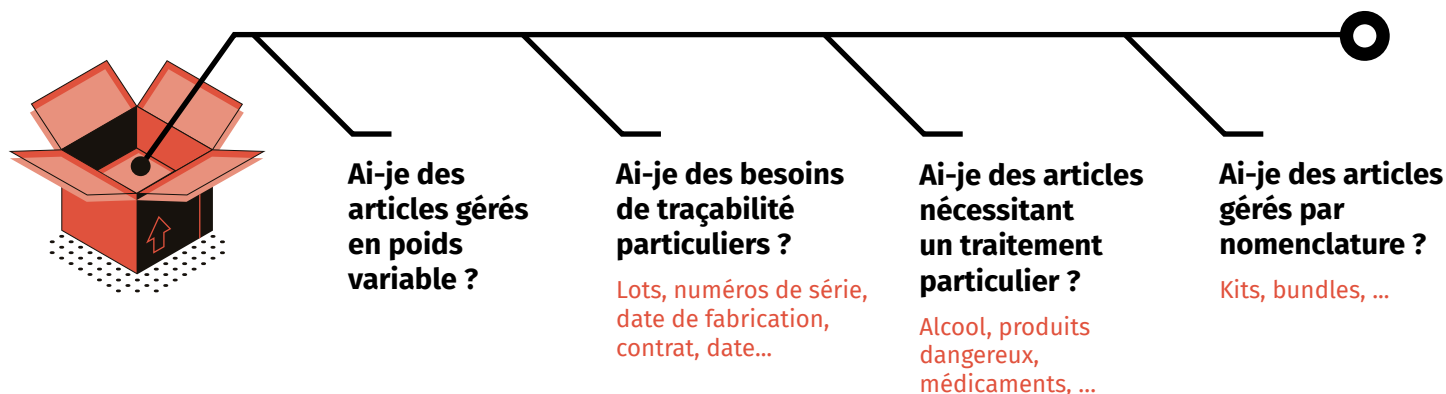 Ai-je des
articles gérés
en poids
variable ?
Ai-je des besoins
de traçabilité
particuliers ?
Lots, numéros de série,
date de fabrication,
contrat, date...
Ai-je des articles
nécessitant
un traitement
particulier ?
Alcool, produits
dangereux,
médicaments, ...
Ai-je des articles
gérés par
nomenclature ?
Kits, bundles, ...